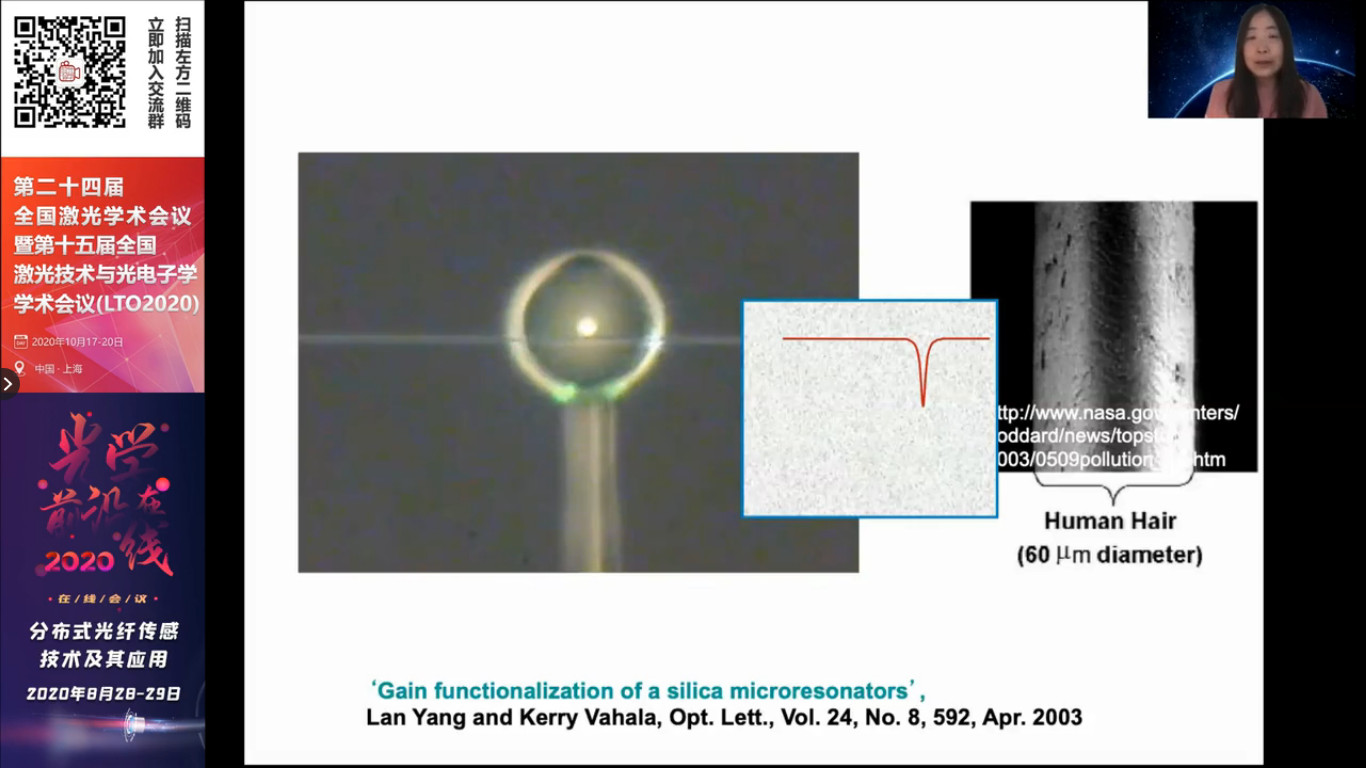 扫描左方二维码
立即加入交流群
第二十四届
全国激光学术会议
暨第十五届全国
激光技术与光电子学
学术会议(LTO2020)
2020年10月17-20日
中国 · 上海
光学
前沿在
线
2020
· 在 / 线 / 会 / 议 ·
分布式光纤传感
技术及其应用
2020年8月28-29日
ttp://www.nasa.gov enters/
oddard/news/topst
003/0509pollution htm
Human Hair
(60 μm diameter)
‘Gain functionalization of a silica microresonators’,
Lan Yang and Kerry Vahala, Opt. Lett., Vol. 24, No. 8, 592, Apr. 2003